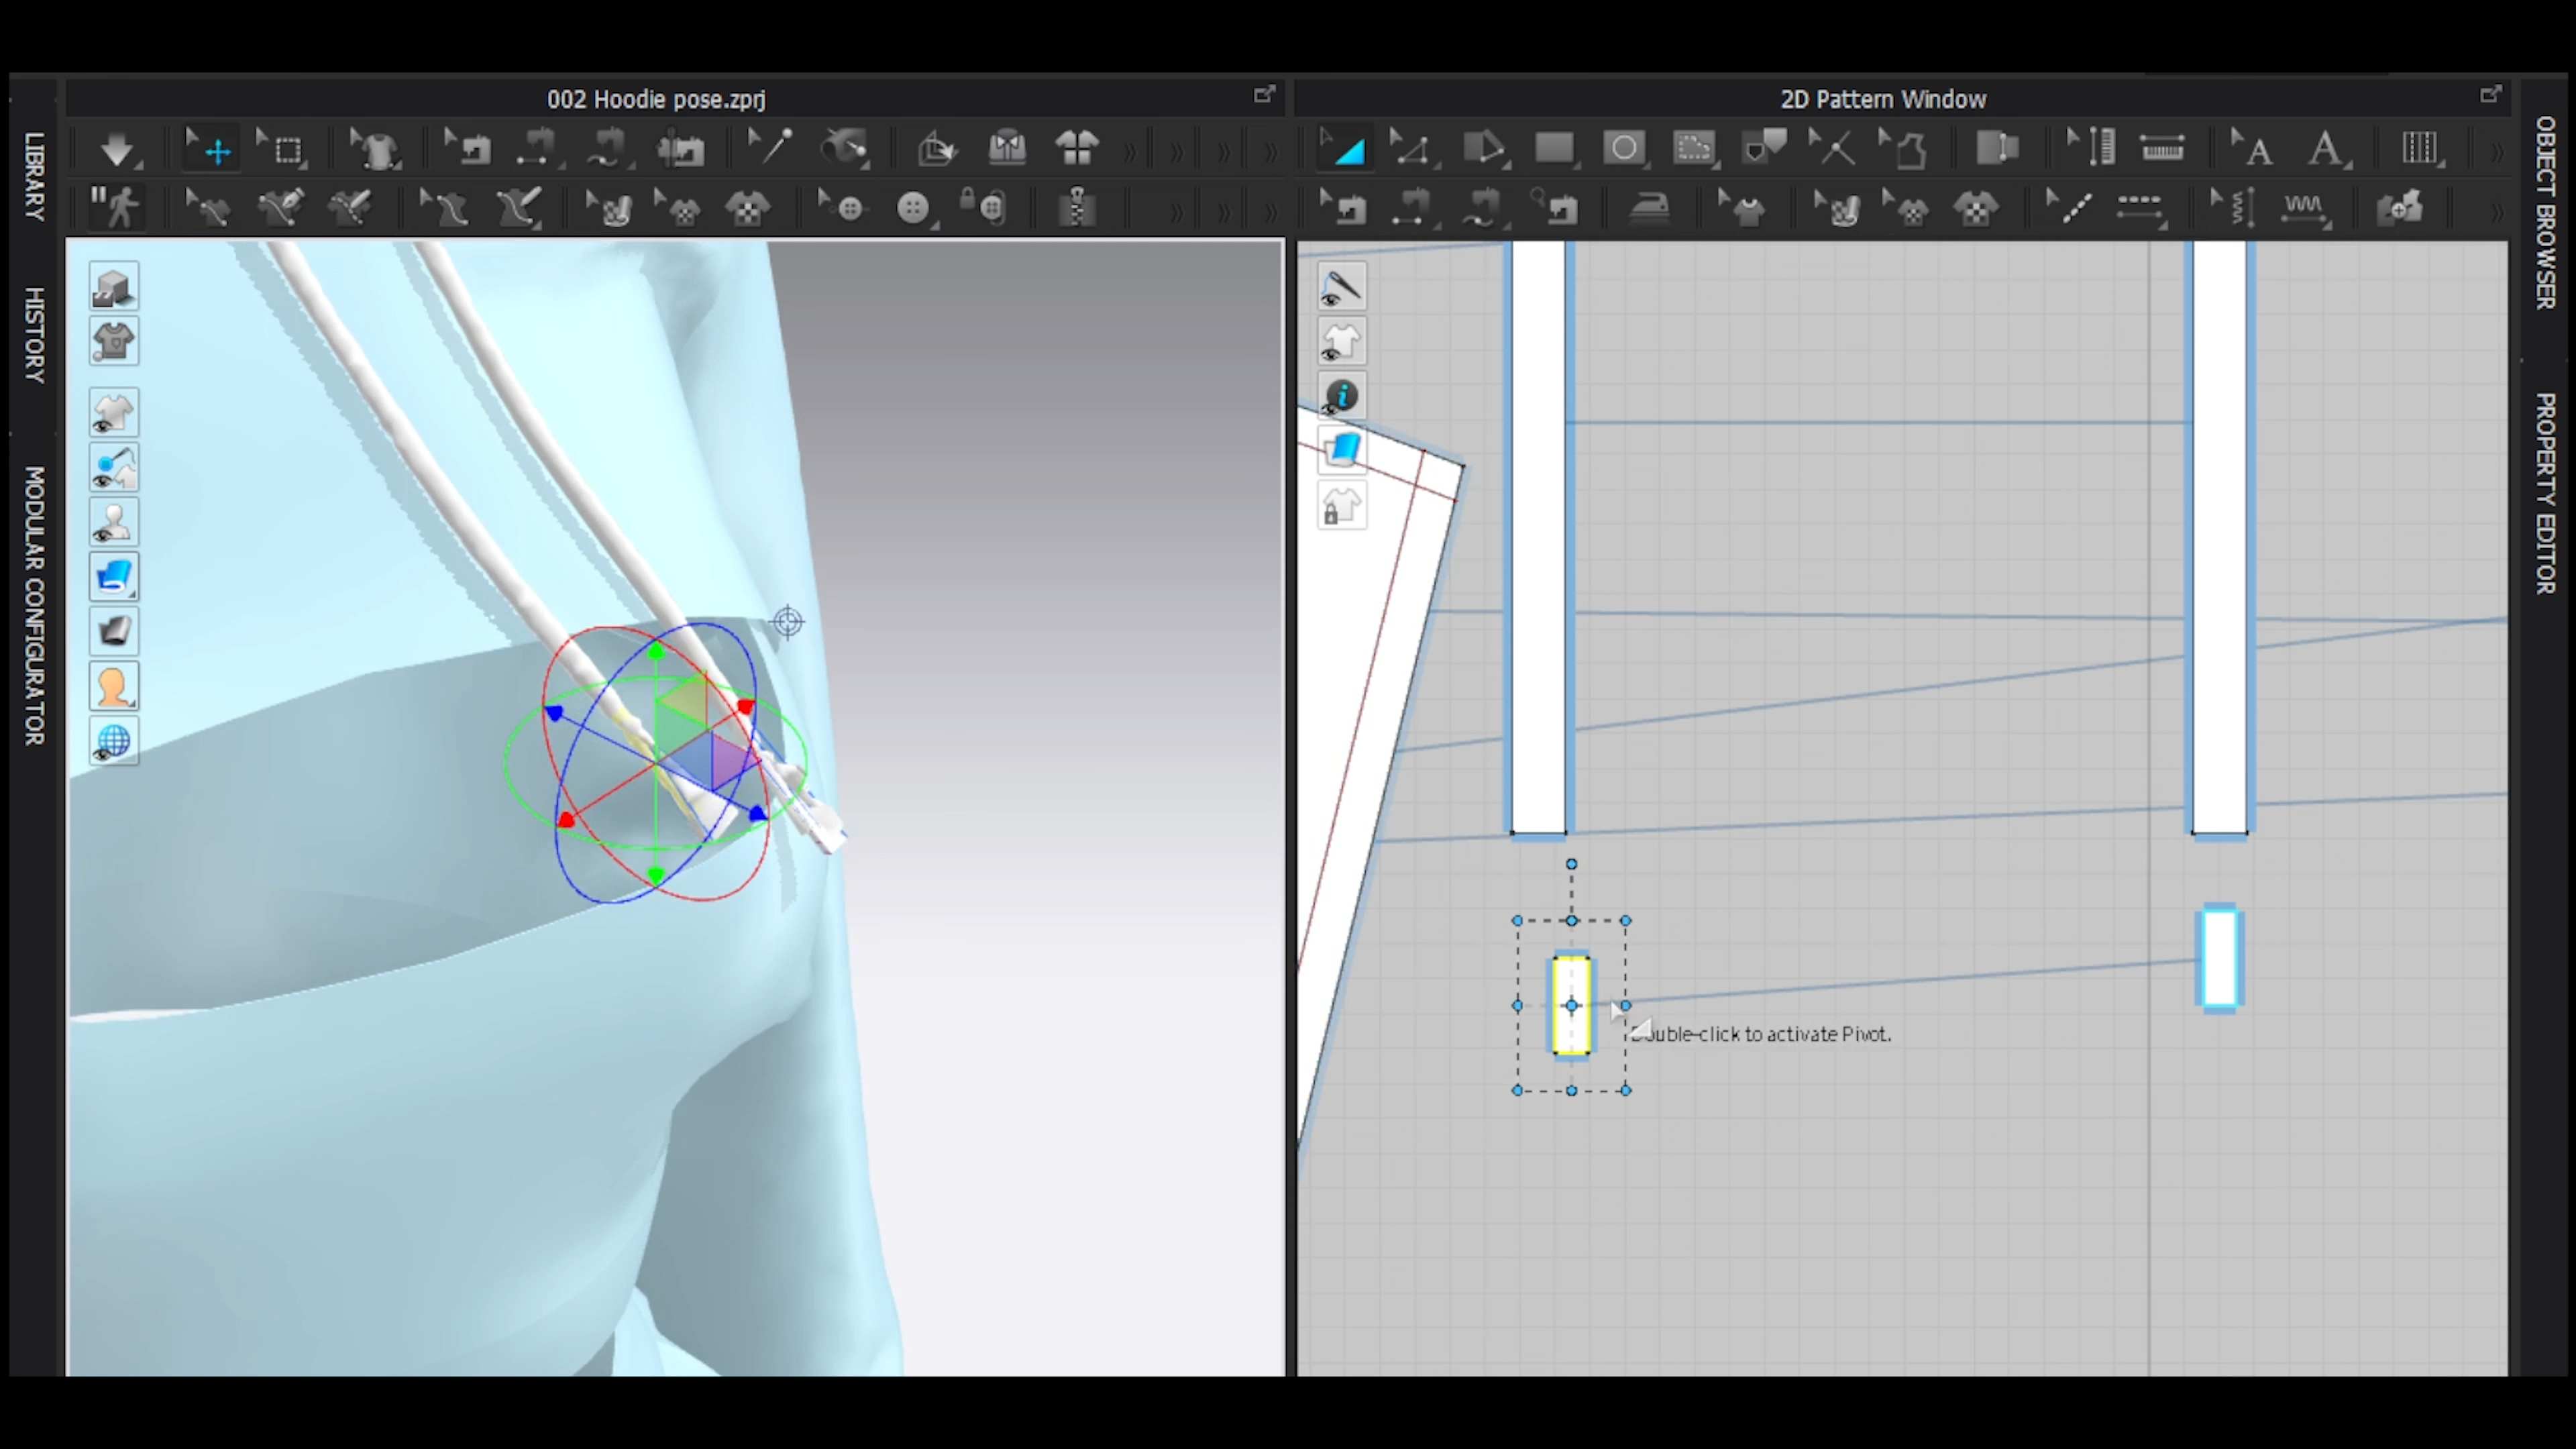 002 Hoodie pose.zprj
2D Pattern Window
LIBRARY
HISTORY
MODULAR CONFIGURATOR
OBJECT BROWSER
PROPERTY EDITOR
A
A
Double-click to activate Pivot.